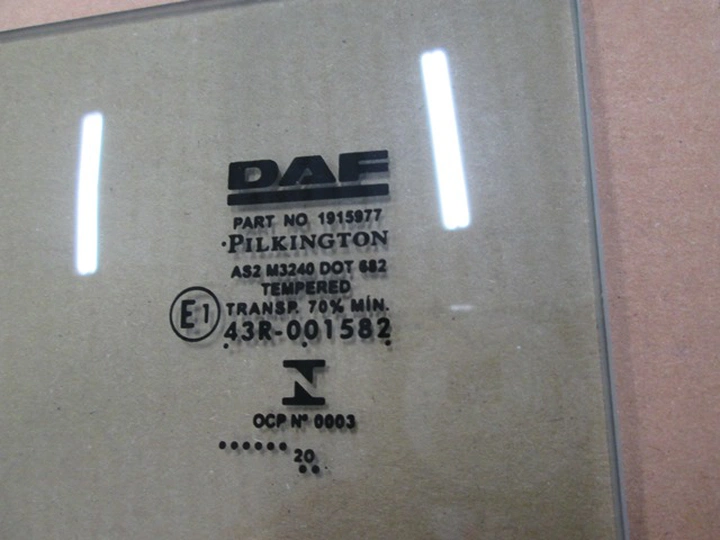 DAF
PART NO 1915977
PILKINGTON
AS2 M3240 DOT 682
TEMPERED
TRANSP. 70% MÍN.
E1 43R-001582
OCP Nº 0003
20